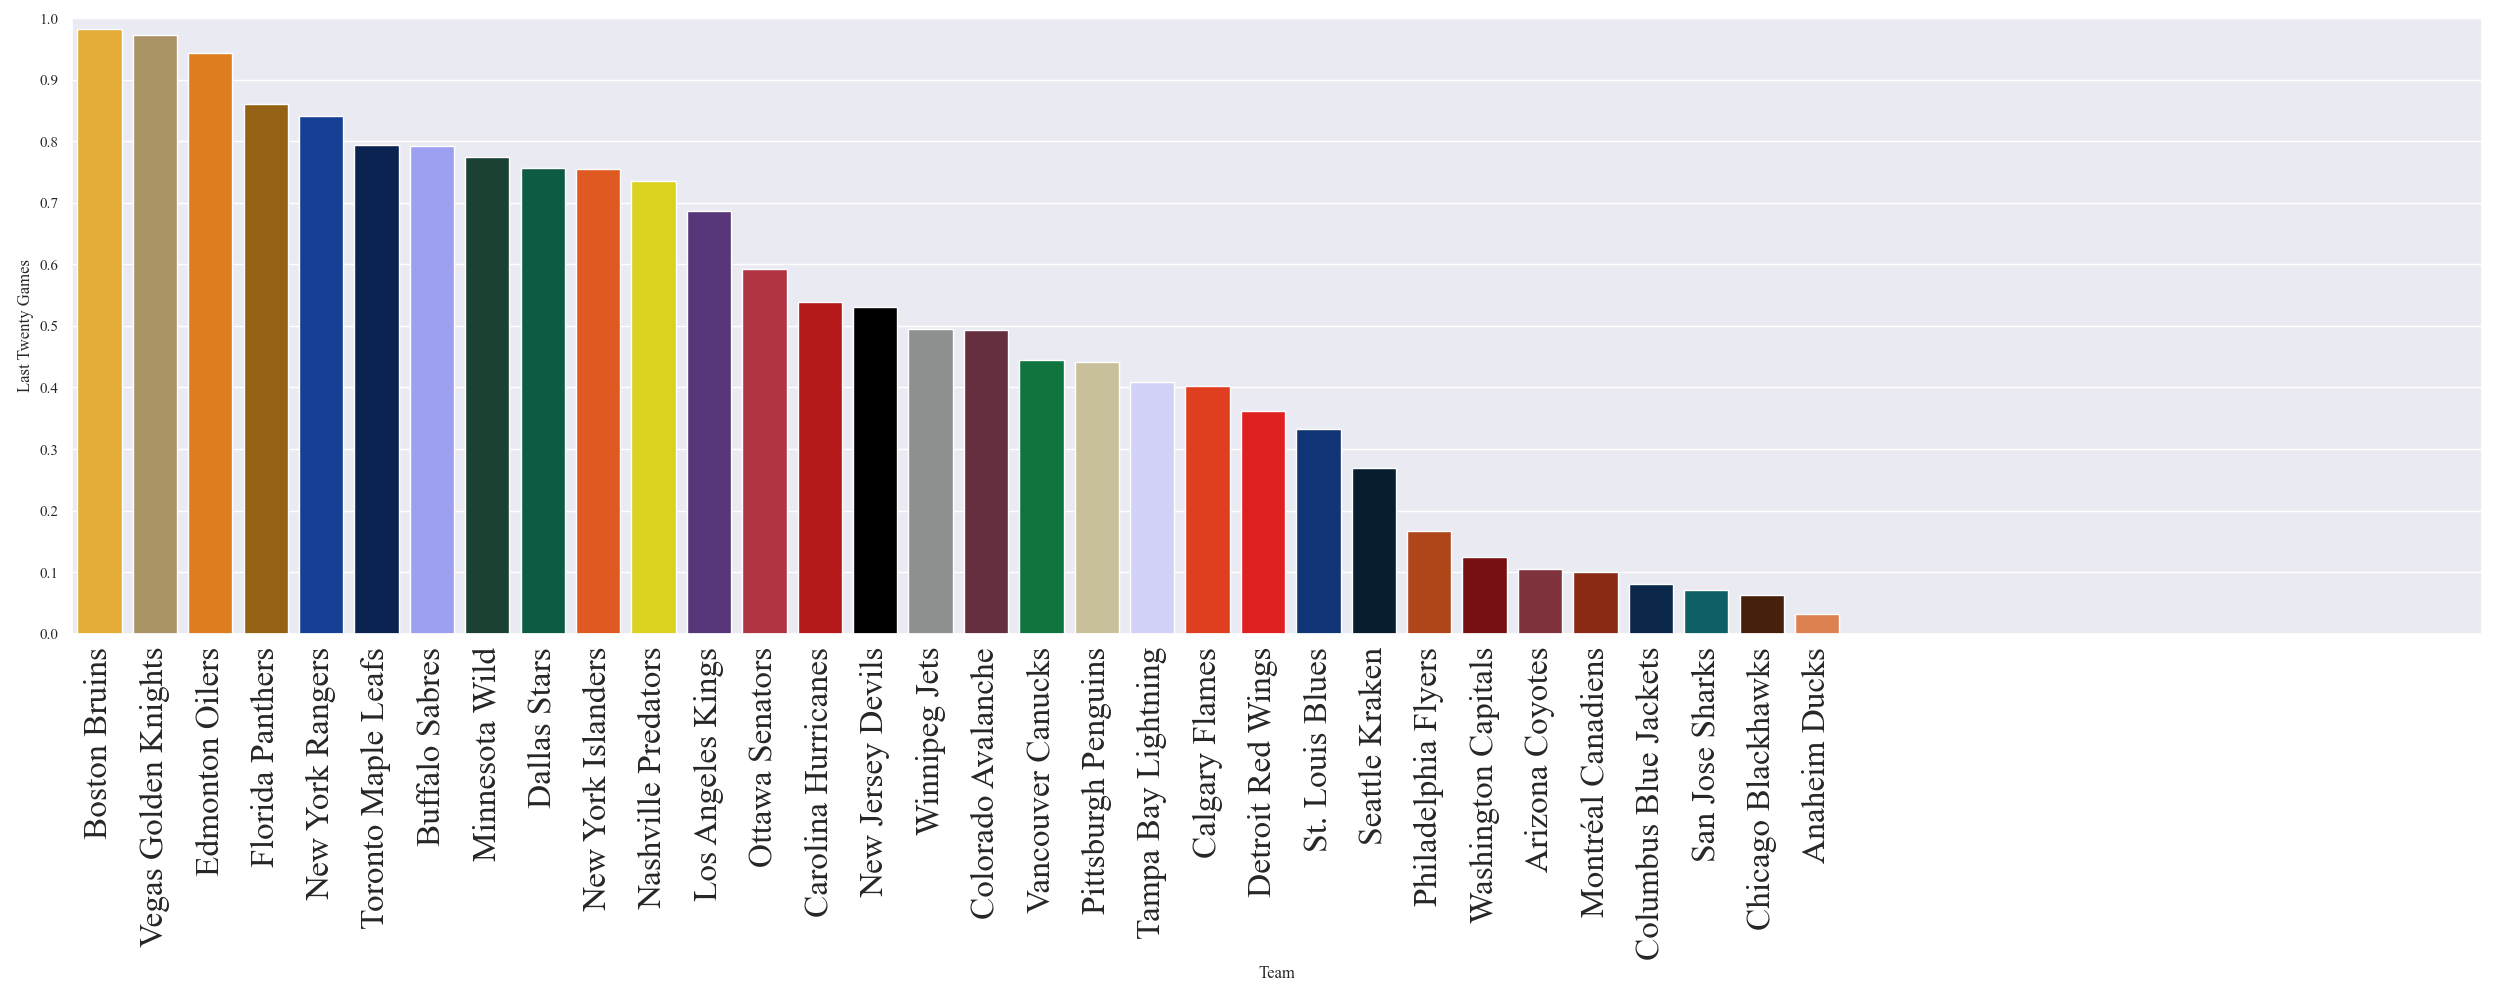 Last Twenty Games
1.0
0.9
0.8
0.7
0.6
0.5
0.4
0.3
0.2
0.1
0.0
Boston Bruins
Vegas Golden Knights
Edmonton Oilers
Florida Panthers
New York Rangers
Toronto Maple Leafs
Buffalo Sabres
Minnesota Wild
Dallas Stars
New York Islanders
Nashville Predators
Los Angeles Kings
Ottawa Senators
Carolina Hurricanes
New Jersey Devils
Winnipeg Jets
Colorado Avalanche
Vancouver Canucks
Pittsburgh Penguins
Tampa Bay Lightning
Calgary Flames
Detroit Red Wings
St. Louis Blues
Seattle Kraken
Philadelphia Flyers
Washington Capitals
Arizona Coyotes
Montréal Canadiens
Columbus Blue Jackets
San Jose Sharks
Chicago Blackhawks
Anaheim Ducks
Team